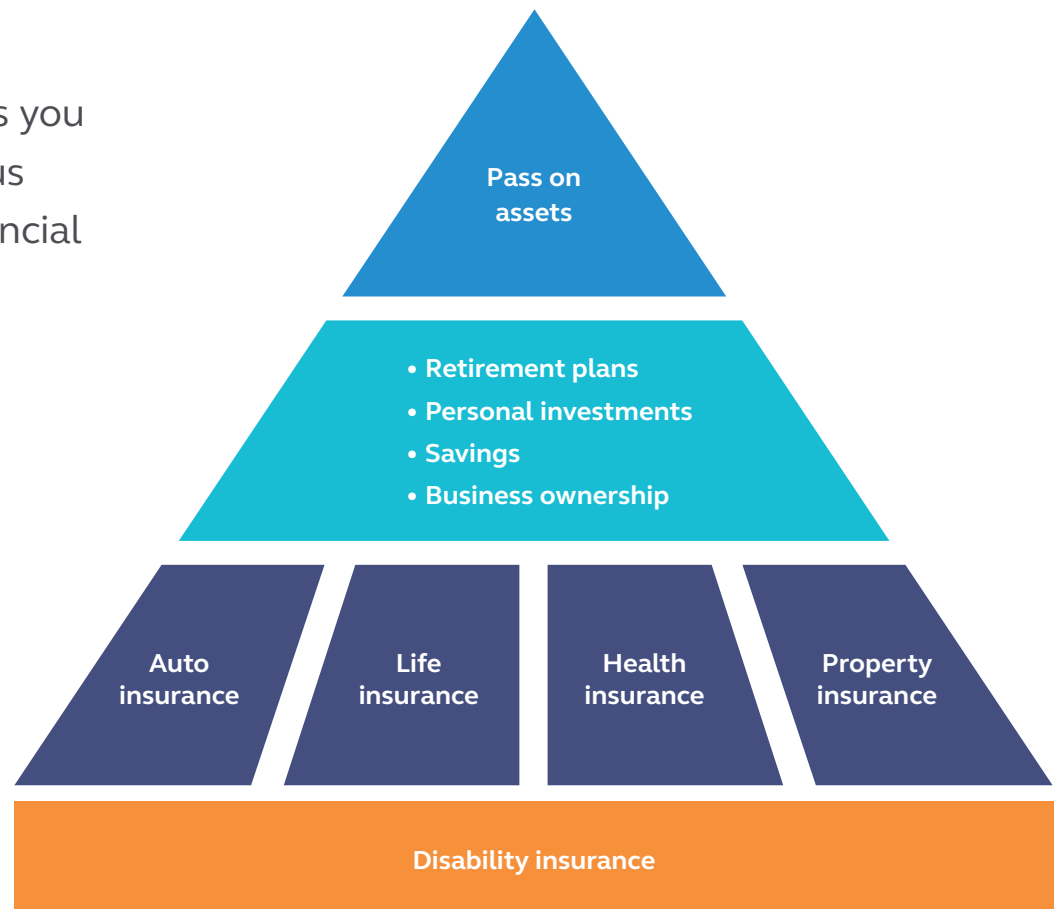 s you
us
ncial
Pass on
assets
• Retirement plans
• Personal investments
• Savings
• Business ownership
Auto
insurance
Life
insurance
Health
insurance
Property
insurance
Disability insurance